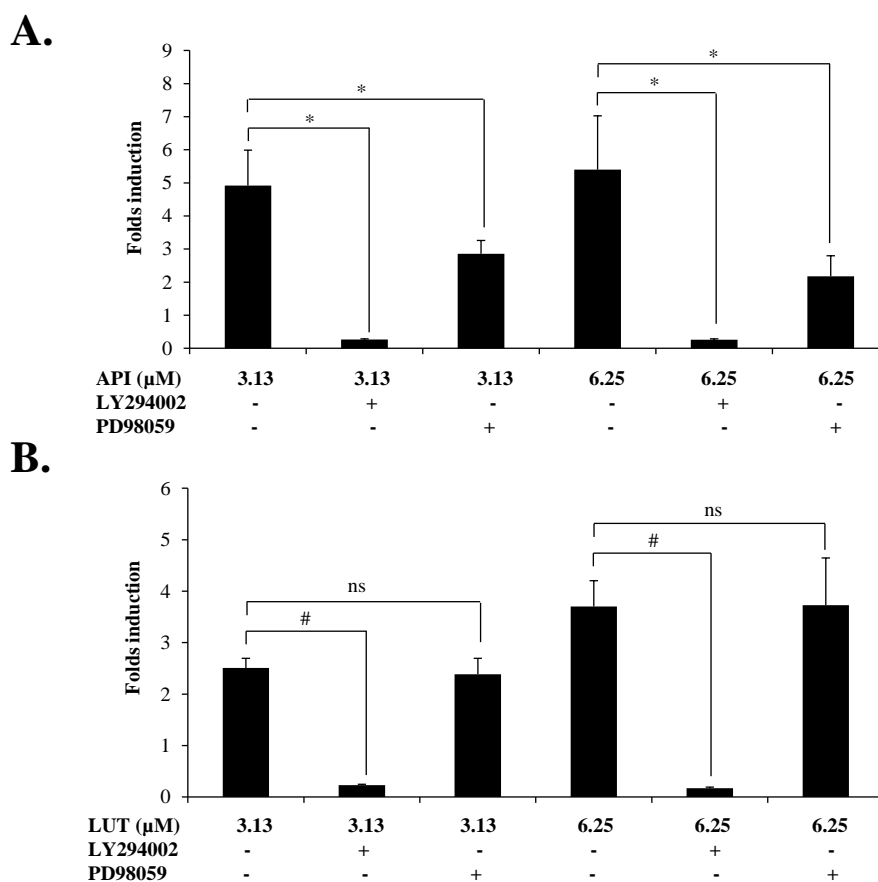 A.
9
8
7
6
5
4
3
2
1
0
Folds induction
*
*
*
*
API (µM) 3.13 3.13 3.13 6.25 6.25 6.25
LY294002 - + - - + -
PD98059 - - + - - +
B.
6
5
4
3
2
1
0
Folds induction
ns
#
ns
#
LUT (µM) 3.13 3.13 3.13 6.25 6.25 6.25
LY294002 - + - - + -
PD98059 - - + - - +